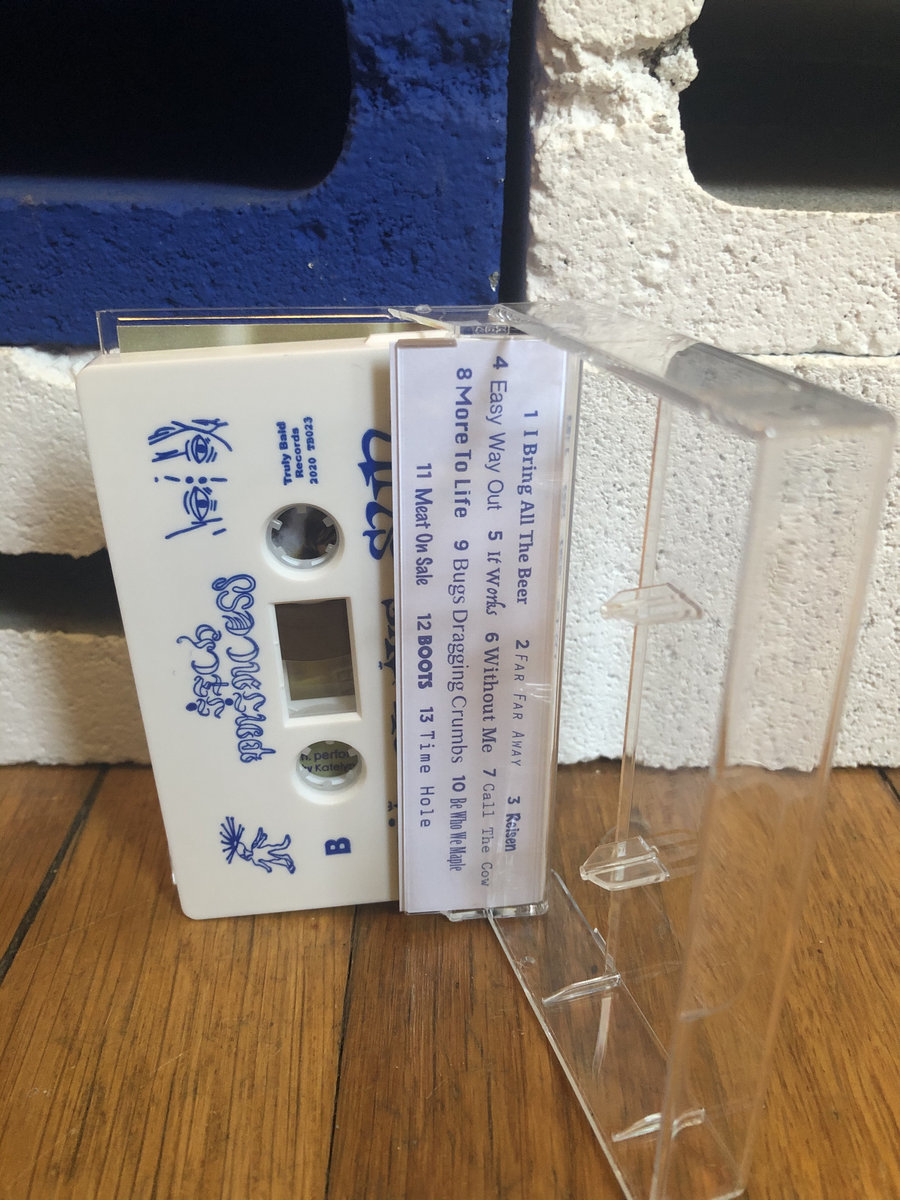 1 I Bring All The Beer 2 FAR FAR AWAY 3 Reisen
4 Easy Way Out 5 It Works 6 Without Me 7 Call The Cow
8 More To Life 9 Bugs Dragging Crumbs 10 Be Who We Maple
11 Meat On Sale 12 BOOTS 13 Time Hole
Truly Bald
Records
2020 TB023
B